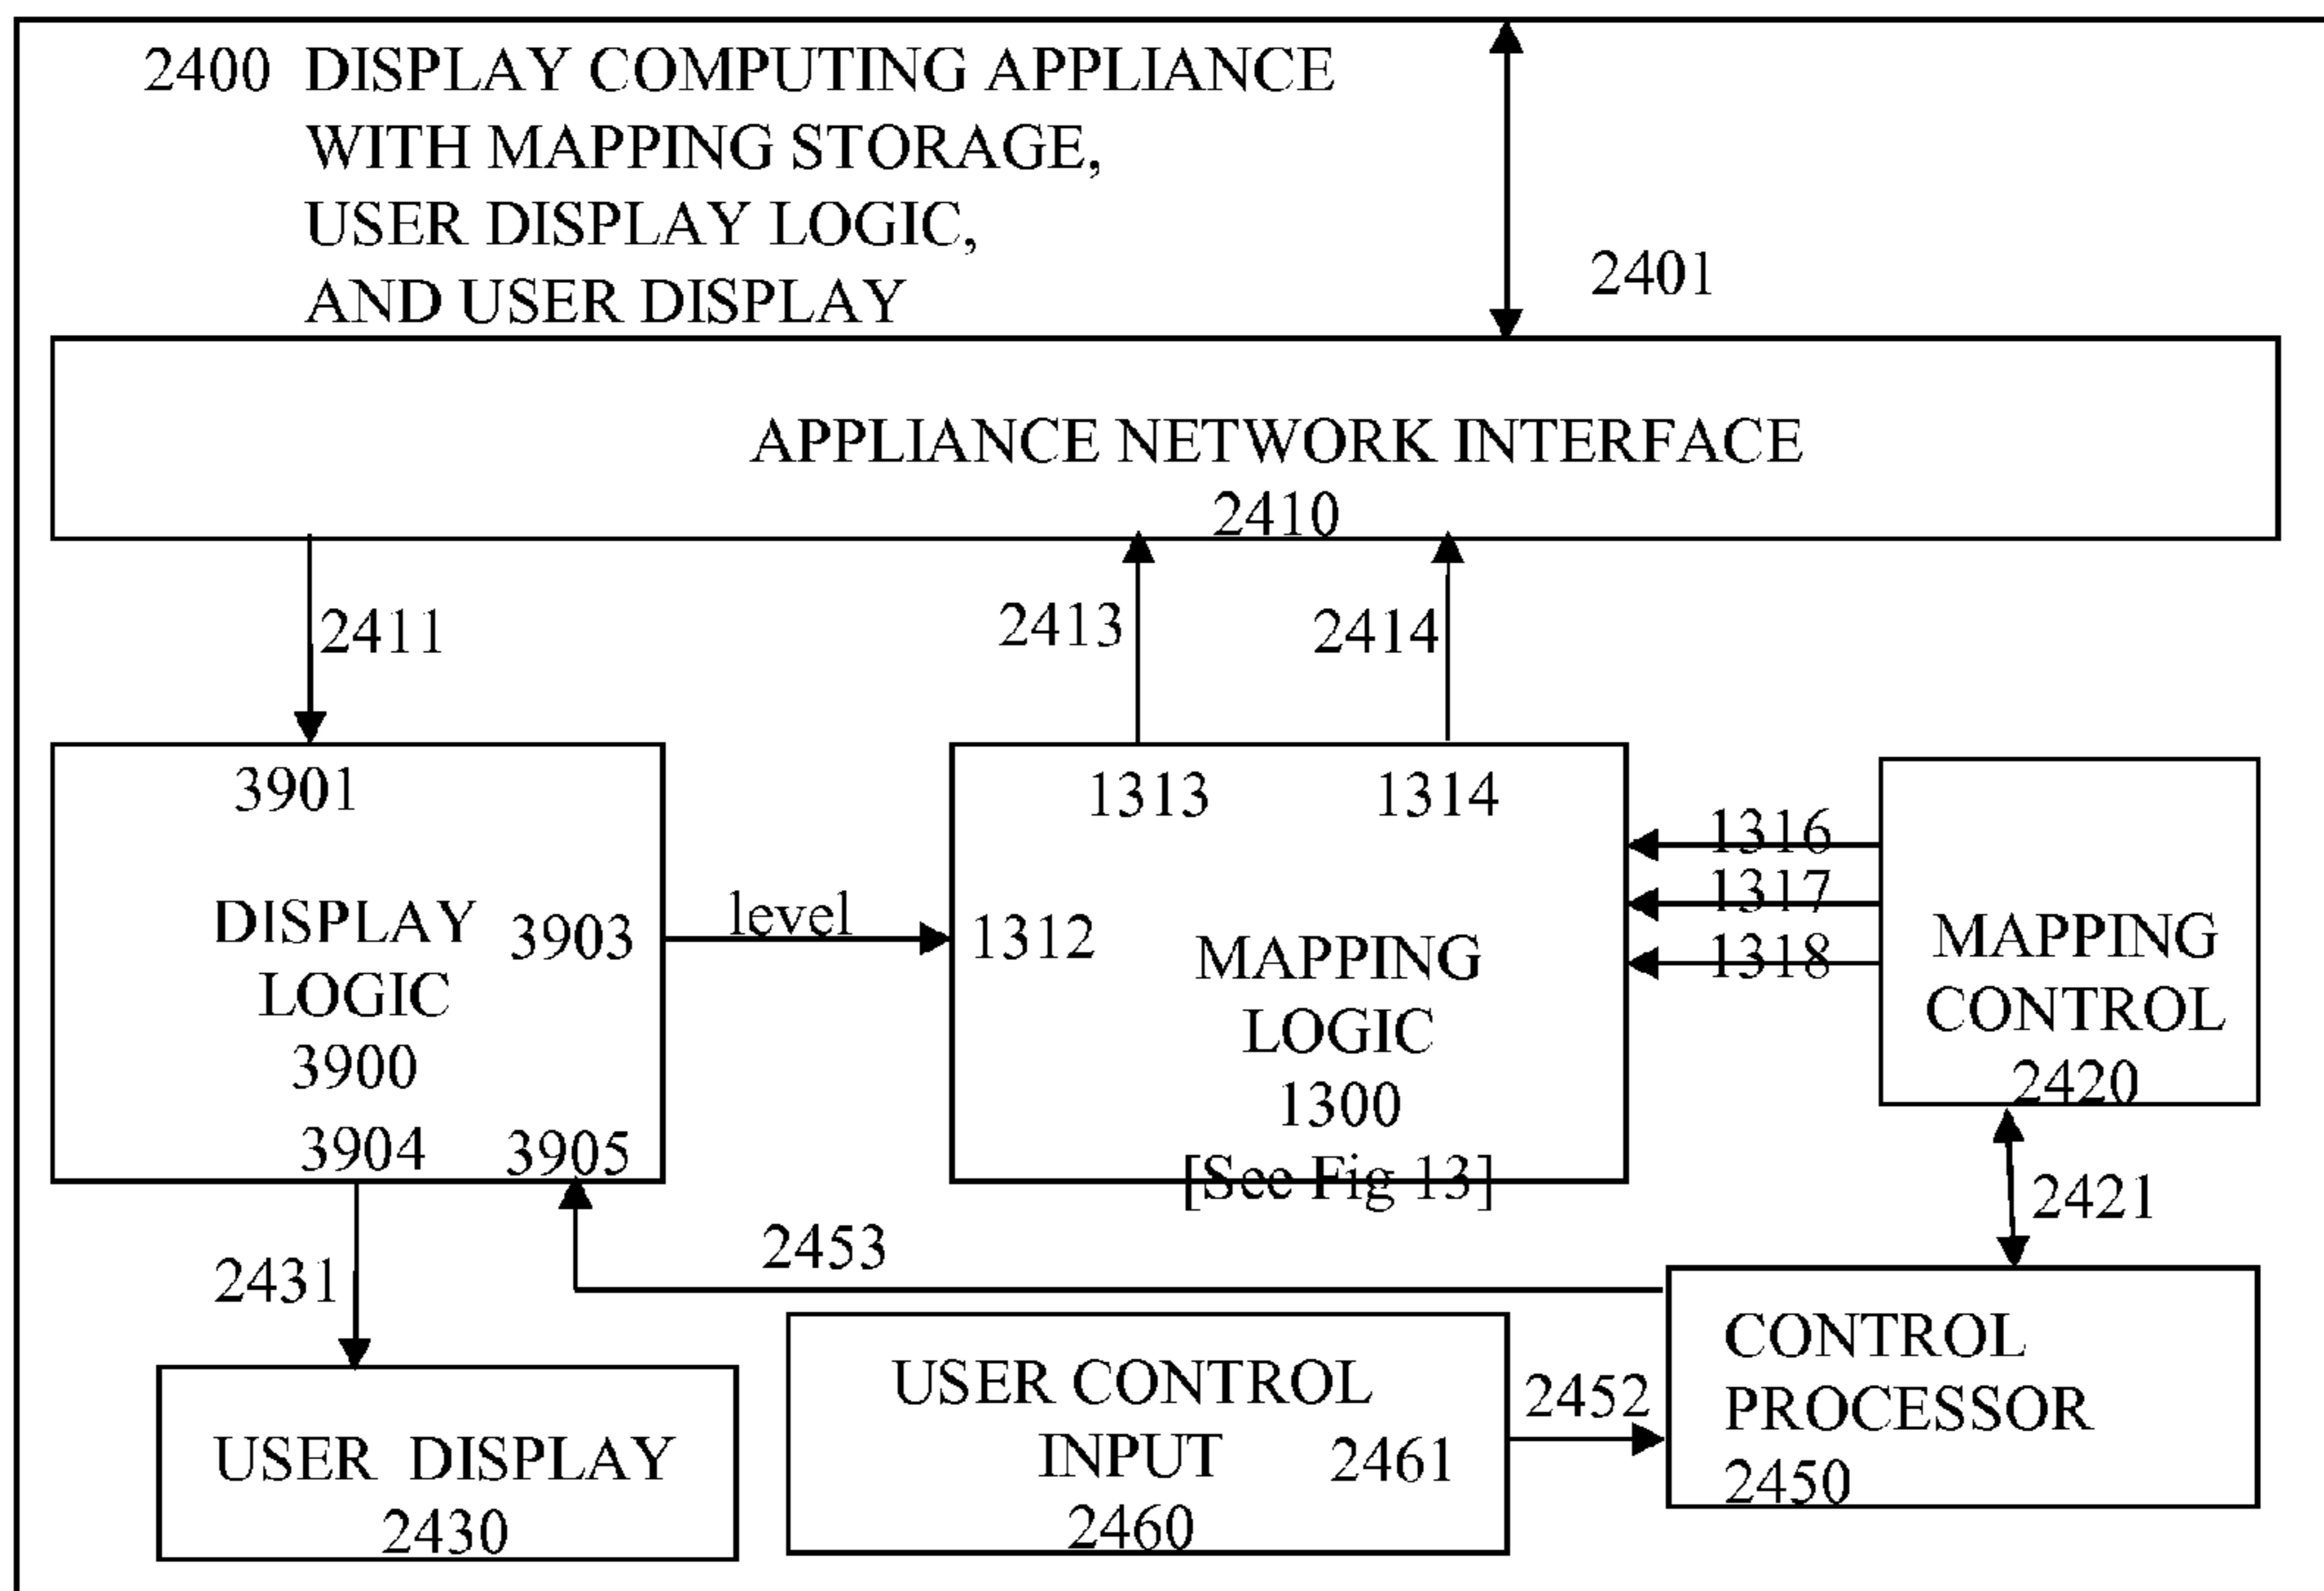 2400 DISPLAY COMPUTING APPLIANCE
WITH MAPPING STORAGE,
USER DISPLAY LOGIC,
AND USER DISPLAY
2401
APPLIANCE NETWORK INTERFACE
2410
2411
2413
2414
3901
DISPLAY
LOGIC
3900
3903
3904
3905
level
1313
1314
1312
MAPPING
LOGIC
1300
[See Fig 13]
1316
1317
1318
MAPPING
CONTROL
2420
2421
2453
2431
USER DISPLAY
2430
USER CONTROL
INPUT
2461
2460
2452
CONTROL
PROCESSOR
2450